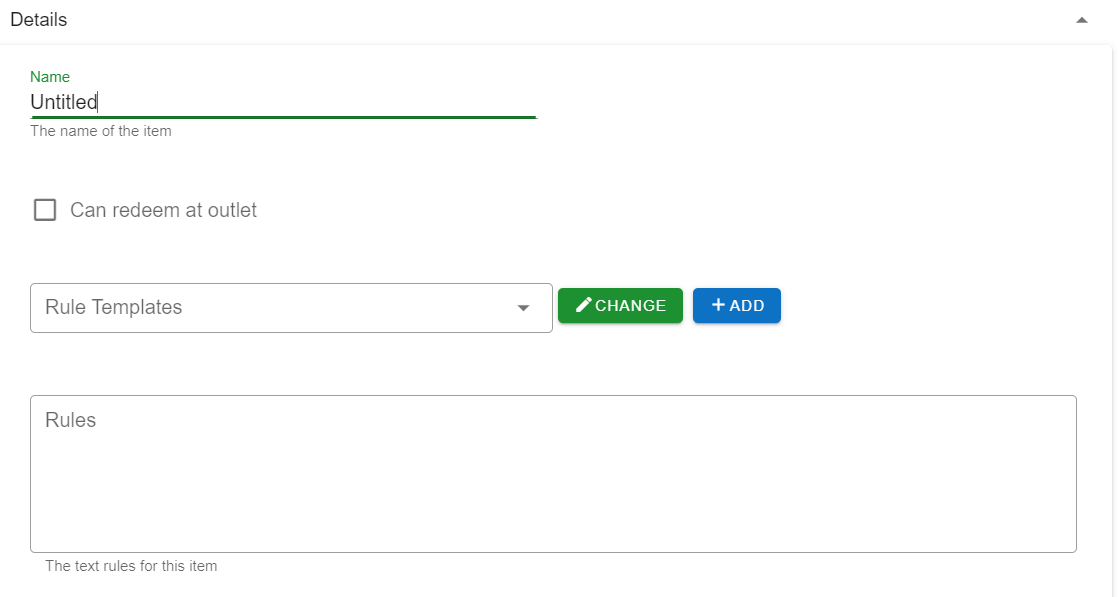 Details
Name
Untitled
The name of the item
Can redeem at outlet
Rule Templates
CHANGE
ADD
Rules
The text rules for this item